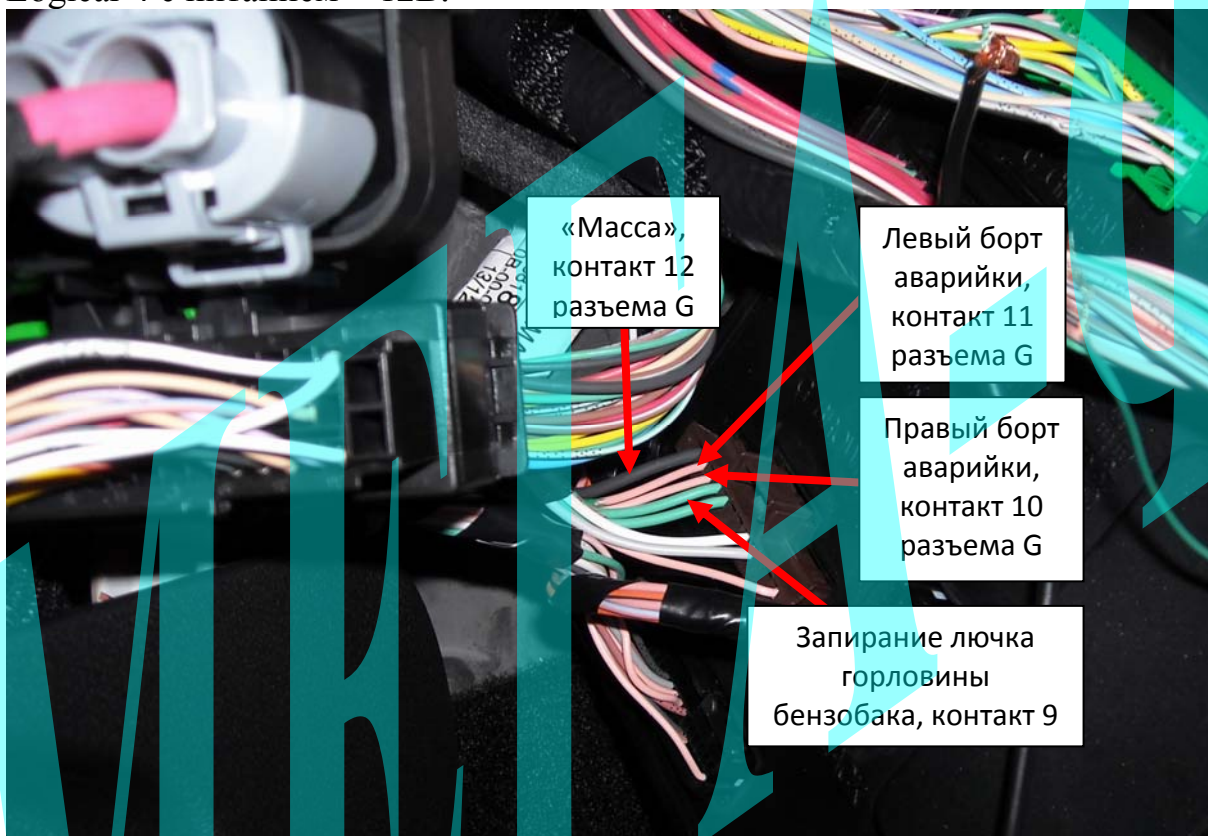 с питанием
«Масса»,
контакт 12
разъема G
Левый борт
аварийки,
контакт 11
разъема G
Правый борт
аварийки,
контакт 10
разъема G
Запирание лючка
горловины
бензобака, контакт 9